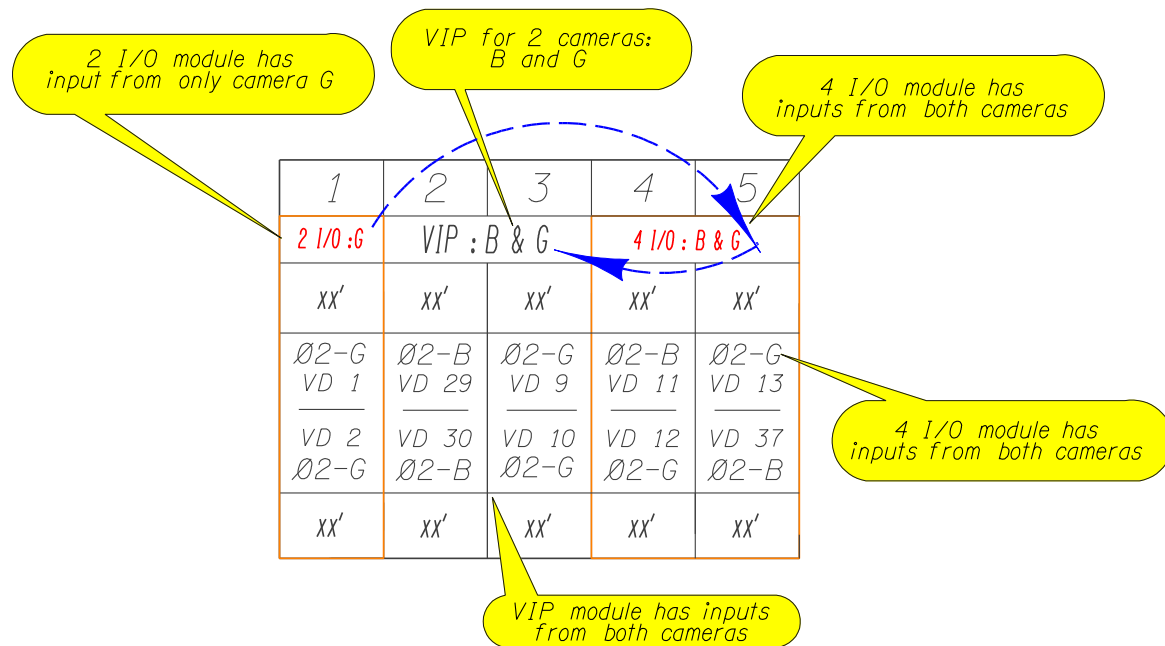 2 I/O module has
input from only camera G
VIP for 2 cameras:
B and G
4 I/O module has
inputs from both cameras
1 2 3 4 5
2 I/O :G VIP : B & G 4 I/O : B & G
XX' XX' XX' XX' XX'
Ø2-G Ø2-B Ø2-G Ø2-B Ø2-G
VD 1 VD 29 VD 9 VD 11 VD 13
VD 2 VD 30 VD 10 VD 12 VD 37
Ø2-G Ø2-B Ø2-G Ø2-G Ø2-B
XX' XX' XX' XX' XX'
4 I/O module has
inputs from both cameras
VIP module has inputs
from both cameras